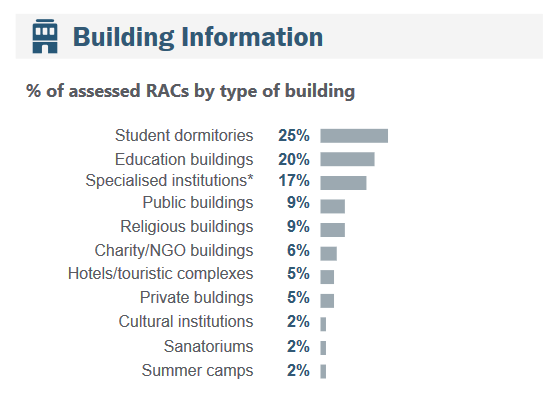 Building Information
% of assessed RACs by type of building
Student dormitories 25%
Education buildings 20%
Specialised institutions* 17%
Public buildings 9%
Religious buildings 9%
Charity/NGO buildings 6%
Hotels/touristic complexes 5%
Private buldings 5%
Cultural institutions 2%
Sanatoriums 2%
Summer camps 2%